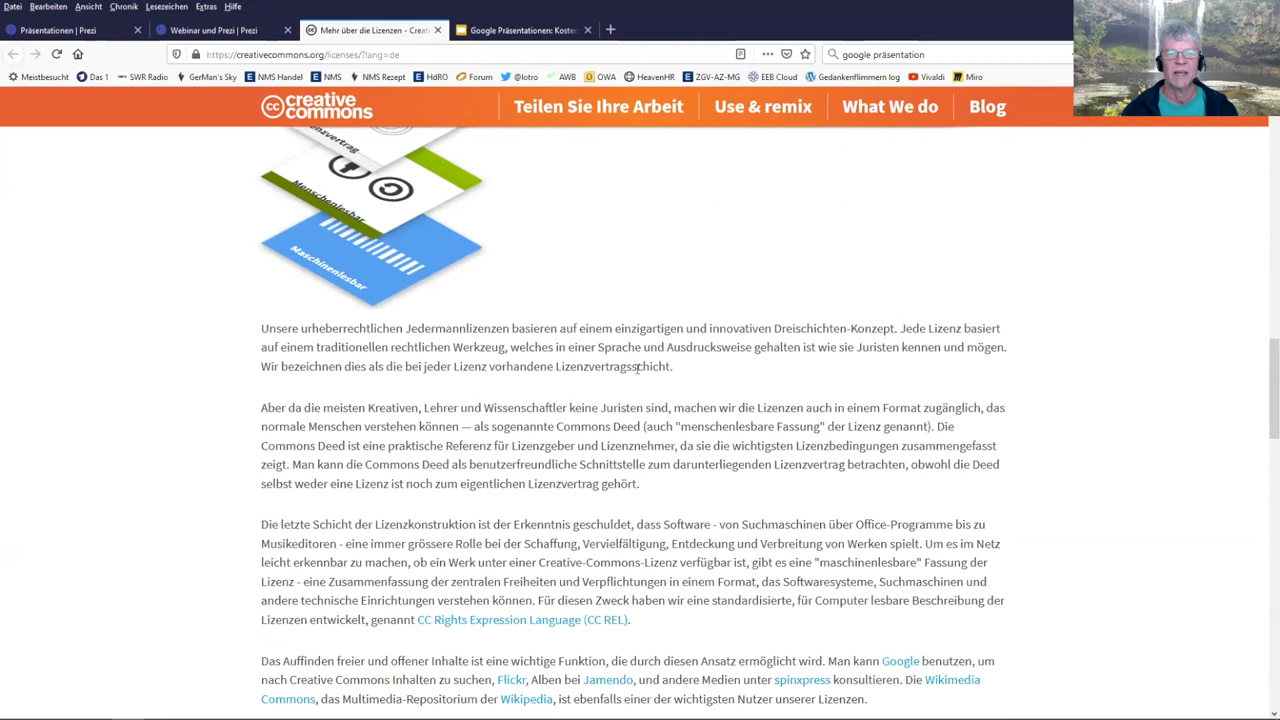 Datei Bearbeiten Ansicht Chronik Lesezeichen Extras Hilfe
Präsentationen | Prezi
Webinar und Prezi | Prezi
Mehr über die Lizenzen - Creati
Google Präsentationen: Kosten
https://creativecommons.org/licenses/?lang=de
google präsentation
Meistbesucht Das 1 SWR Radio GerMan's Sky NMS Handel NMS NMS Rezept HdRO Forum @lotro AWB OWA HeavenHR ZGV-AZ-MG EEB Cloud Gedankenflimmern log Vivaldi Miro
creative commons
Teilen Sie Ihre Arbeit
Use & remix
What We do
Blog
Menschenlesbar
Maschinenlesbar
Unsere urheberrechtlichen Jedermannlizenzen basieren auf einem einzigartigen und innovativen Dreischichten-Konzept. Jede Lizenz basiert
auf einem traditionellen rechtlichen Werkzeug, welches in einer Sprache und Ausdrucksweise gehalten ist wie sie Juristen kennen und mögen.
Wir bezeichnen dies als die bei jeder Lizenz vorhandene Lizenzvertragsschicht.
Aber da die meisten Kreativen, Lehrer und Wissenschaftler keine Juristen sind, machen wir die Lizenzen auch in einem Format zugänglich, das
normale Menschen verstehen können — als sogenannte Commons Deed (auch "menschenlesbare Fassung" der Lizenz genannt). Die
Commons Deed ist eine praktische Referenz für Lizenzgeber und Lizenznehmer, da sie die wichtigsten Lizenzbedingungen zusammengefasst
zeigt. Man kann die Commons Deed als benutzerfreundliche Schnittstelle zum darunterliegenden Lizenzvertrag betrachten, obwohl die Deed
selbst weder eine Lizenz ist noch zum eigentlichen Lizenzvertrag gehört.
Die letzte Schicht der Lizenzkonstruktion ist der Erkenntnis geschuldet, dass Software - von Suchmaschinen über Office-Programme bis zu
Musikeditoren - eine immer grössere Rolle bei der Schaffung, Vervielfältigung, Entdeckung und Verbreitung von Werken spielt. Um es im Netz
leicht erkennbar zu machen, ob ein Werk unter einer Creative-Commons-Lizenz verfügbar ist, gibt es eine "maschinenlesbare" Fassung der
Lizenz - eine Zusammenfassung der zentralen Freiheiten und Verpflichtungen in einem Format, das Softwaresysteme, Suchmaschinen und
andere technische Einrichtungen verstehen können. Für diesen Zweck haben wir eine standardisierte, für Computer lesbare Beschreibung der
Lizenzen entwickelt, genannt CC Rights Expression Language (CC REL).
Das Auffinden freier und offener Inhalte ist eine wichtige Funktion, die durch diesen Ansatz ermöglicht wird. Man kann Google benutzen, um
nach Creative Commons Inhalten zu suchen, Flickr, Alben bei Jamendo, und andere Medien unter spinxpress konsultieren. Die Wikimedia
Commons, das Multimedia-Repositorium der Wikipedia, ist ebenfalls einer der wichtigsten Nutzer unserer Lizenzen.